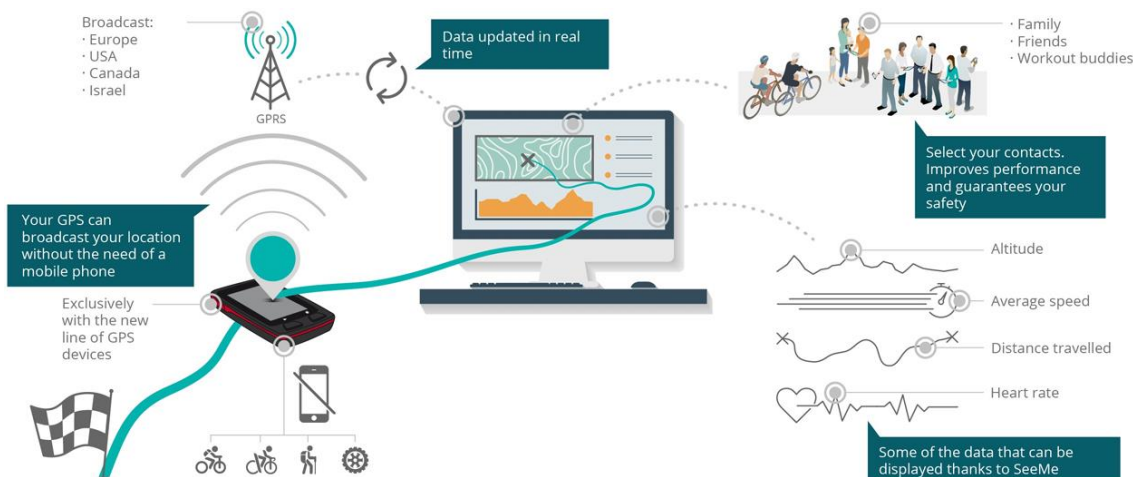 Broadcast:
· Europe
· USA
· Canada
· Israel
GPRS
Data updated in real
time
· Family
· Friends
· Workout buddies
Select your contacts.
Improves performance
and guarantees your
safety
Your GPS can
broadcast your location
without the need of a
mobile phone
Exclusively
with the new
line of GPS
devices
Altitude
Average speed
Distance travelled
Heart rate
Some of the data that can be
displayed thanks to SeeMe